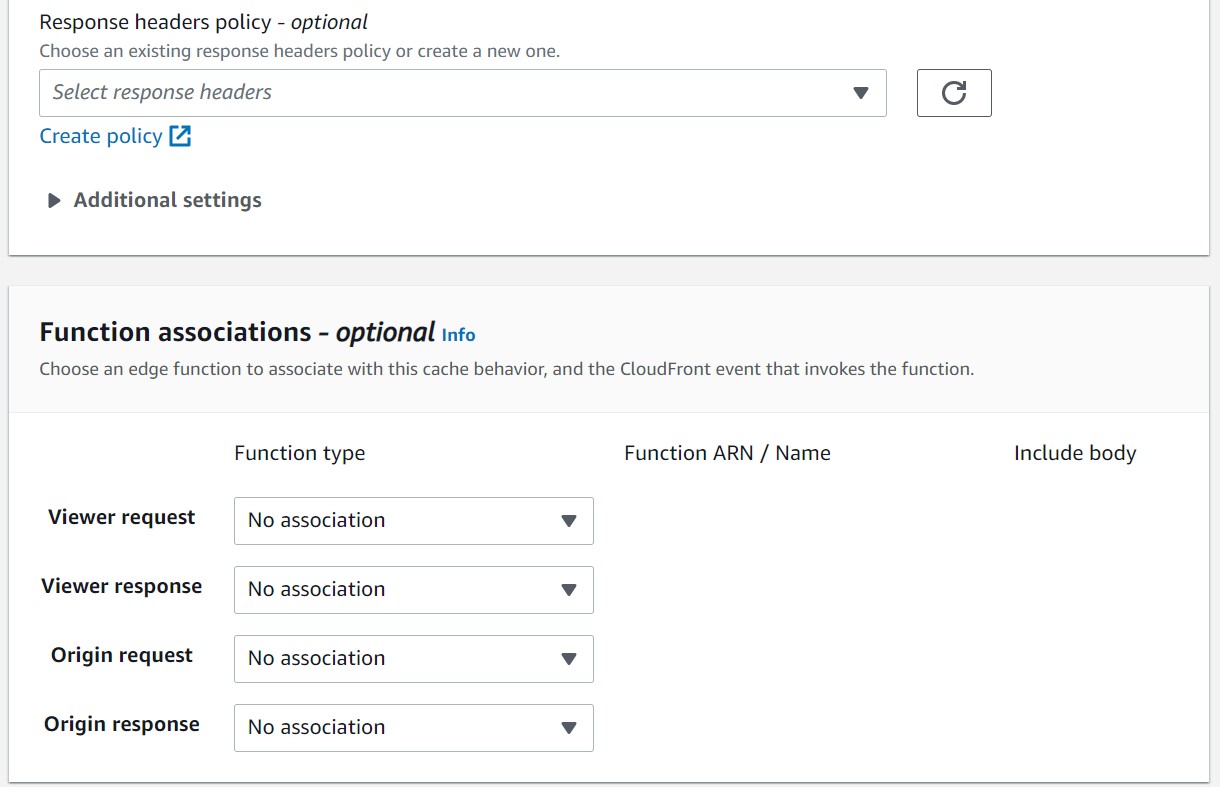 Response headers policy - optional
Choose an existing response headers policy or create a new one.
Select response headers
Create policy
Additional settings
Function associations - optional Info
Choose an edge function to associate with this cache behavior, and the CloudFront event that invokes the function.
Function type Function ARN / Name Include body
Viewer request No association
Viewer response No association
Origin request No association
Origin response No association